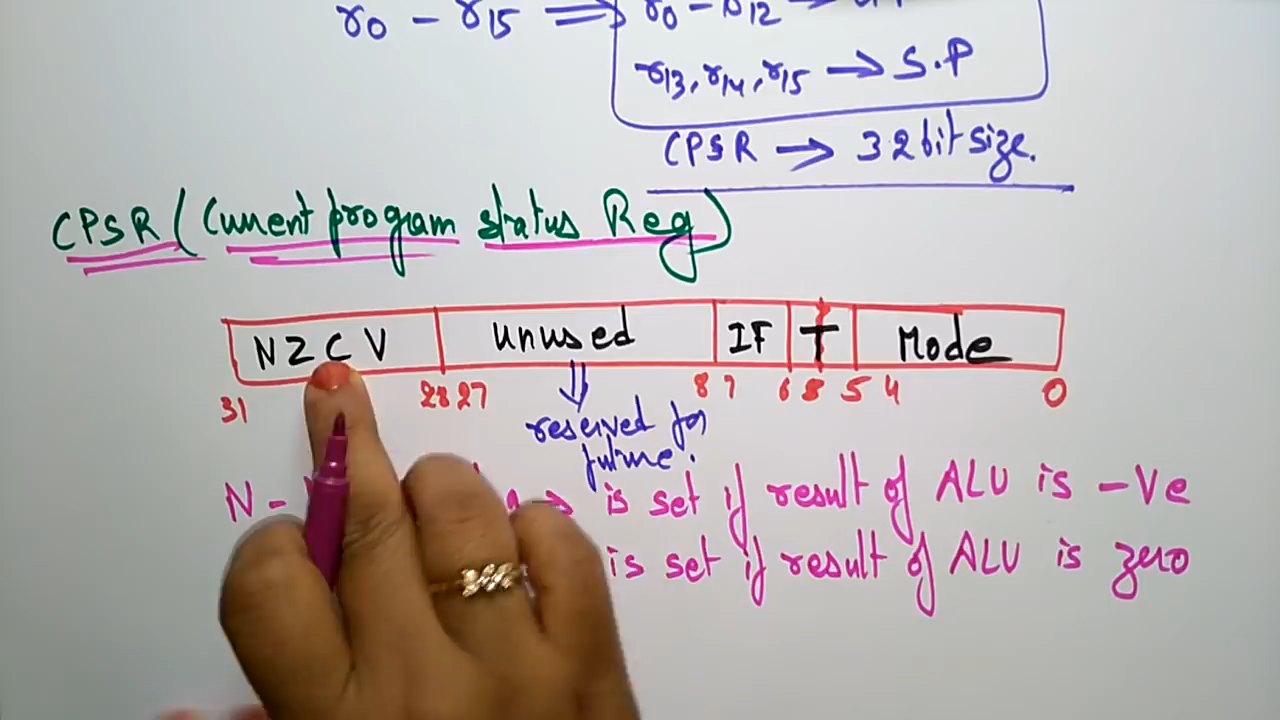 r0 - r15 ⇒ r0 - r12 →
r13, r14, r15 → S.P
CPSR → 32 bit size.
CPSR (Current program status Reg)
N Z C V unused IF T Mode
31 28 27 8 7 6 5 4 0
reserved for
future.
N - → is set if result of ALU is -Ve
is set if result of ALU is zero